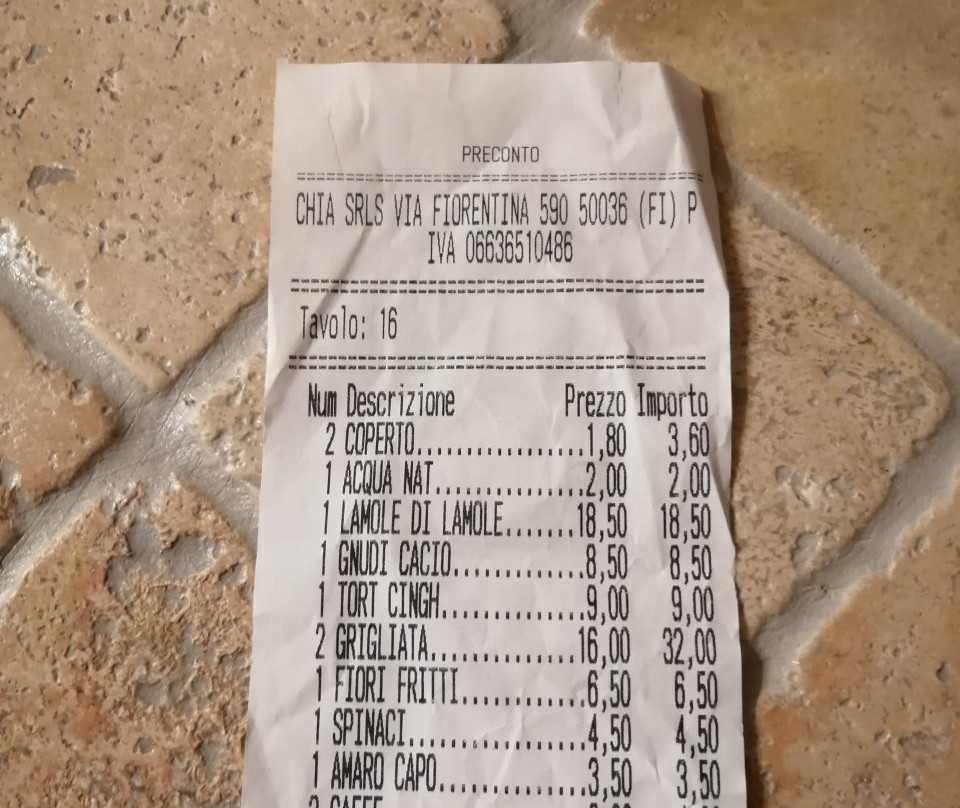 PRECONTO
CHIA SRLS VIA FIORENTINA 590 50036 (FI) P
IVA 06636510486
Tavolo: 16
Num Descrizione Prezzo Importo
2 COPERTO................1,80 3,60
1 ACQUA NAT..............2,00 2,00
1 LAMOLE DI LAMOLE......18,50 18,50
1 GNUDI CACIO............8,50 8,50
1 TORT CINGH.............9,00 9,00
2 GRIGLIATA.............16,00 32,00
1 FIORI FRITTI...........6,50 6,50
1 SPINACI................4,50 4,50
1 AMARO CAPO.............3,50 3,50
CAFFE